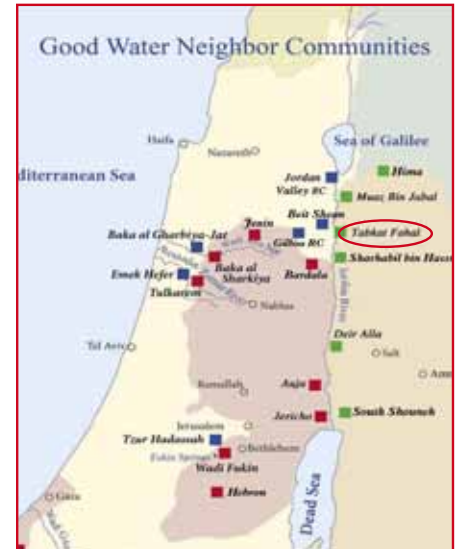 Good Water Neighbor Communities
Haifa
Sea of Galilee
Nazareth
Hima
diterranean Sea
Jordan
Valley RC
Muaz Bin Jabal
Beit Shean
Jenin
Baka al Gharbiya-Jat
Tabkat Fahal
Gilboa RC
Sharhabil bin Hass
Baka al
Sharkiya
Bardala
Emek Hefer
Tulkarem
Nablus
Jordan River
Deir Alla
Tel Aviv
Salt
Amm
Ramallah
Auja
Jericho
South Shouneh
Jerusalem
Tzur Hadassah
Bethlehem
Wadi Fukin
Hebron
Dead Sea
Gaza